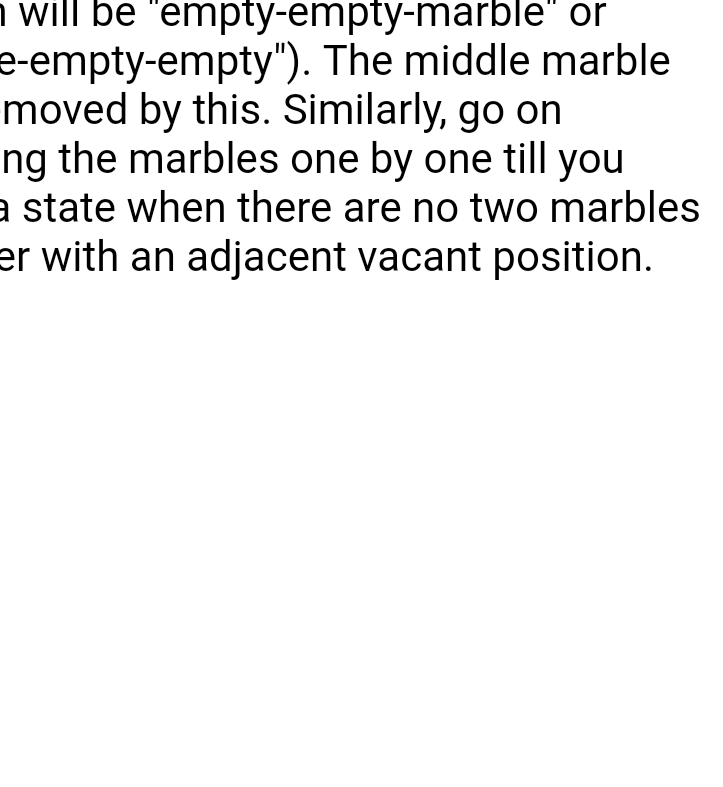 will be "empty-empty-marble" or
e-empty-empty"). The middle marble
moved by this. Similarly, go on
ng the marbles one by one till you
a state when there are no two marbles
er with an adjacent vacant position.